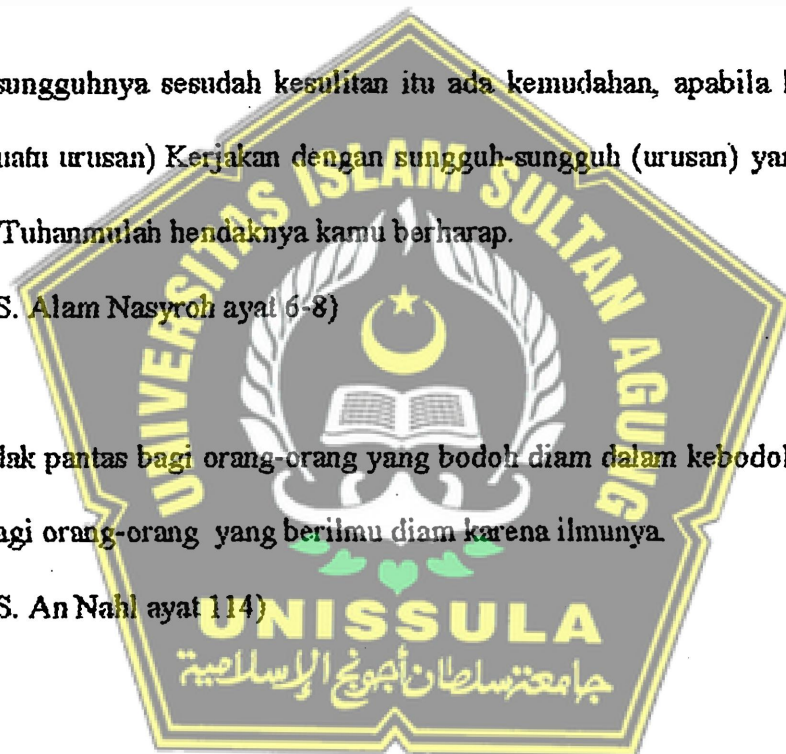 sungguhnya sesudah kesulitan itu ada kemudahan, apabila
uatu urusan) Kerjakan dengan sungguh-sungguh (urusan) yan
Tuhanmulah hendaknya kamu berharap.
S. Alam Nasyroh ayat 6-8)
dak pantas bagi orang-orang yang bodoh diam dalam kebodoh
agi orang-orang yang berilmu diam karena ilmunya.
S. An Nahl ayat 114)
UNIVERSITAS ISLAM SULTAN AGUNG
UNISSULA
جامعة سلطان أجونج الإسلامية